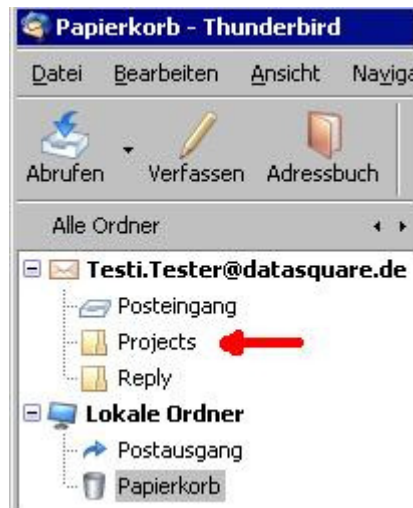 Papierkorb - Thunderbird
Datei Bearbeiten Ansicht
Abrufen Verfassen Adressbuch
Alle Ordner
Testi.Tester@datasquare.de
Posteingang
Projects
Reply
Lokale Ordner
Postausgang
Papierkorb